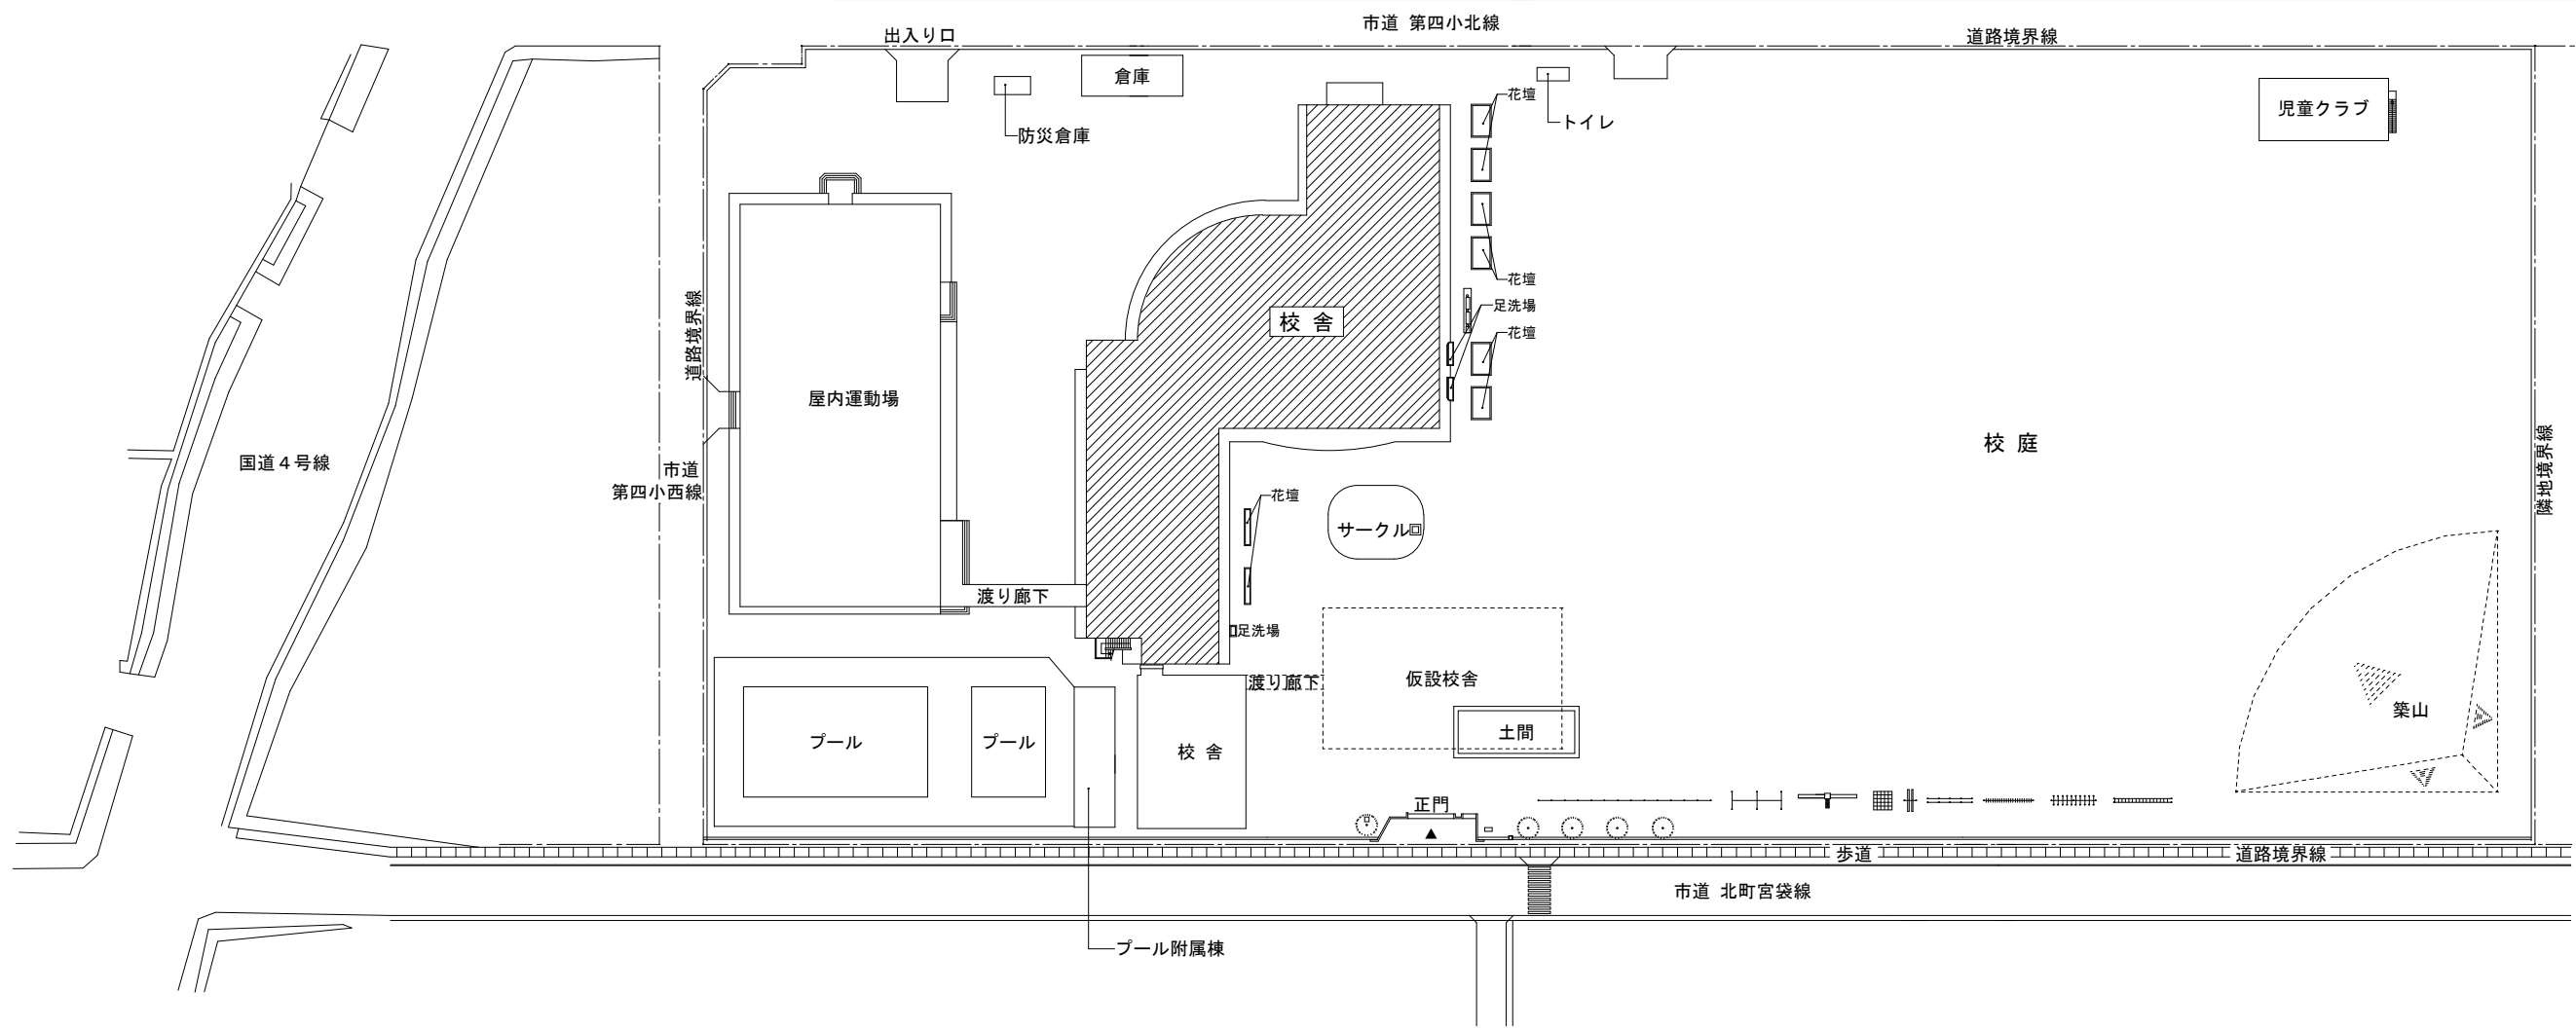 市道 第四小北線
出入り口
道路境界線
倉庫
児童クラブ
花壇
トイレ
防災倉庫
花壇
足洗場
校 舎
花壇
道路境界線
屋内運動場
校 庭
国道4号線
市道
第四小西線
隣地境界線
花壇
サークル
渡り廊下
足洗場
渡り廊下
仮設校舎
築山
土間
プール
プール
校 舎
正門
歩道
道路境界線
市道 北町宮袋線
プール附属棟